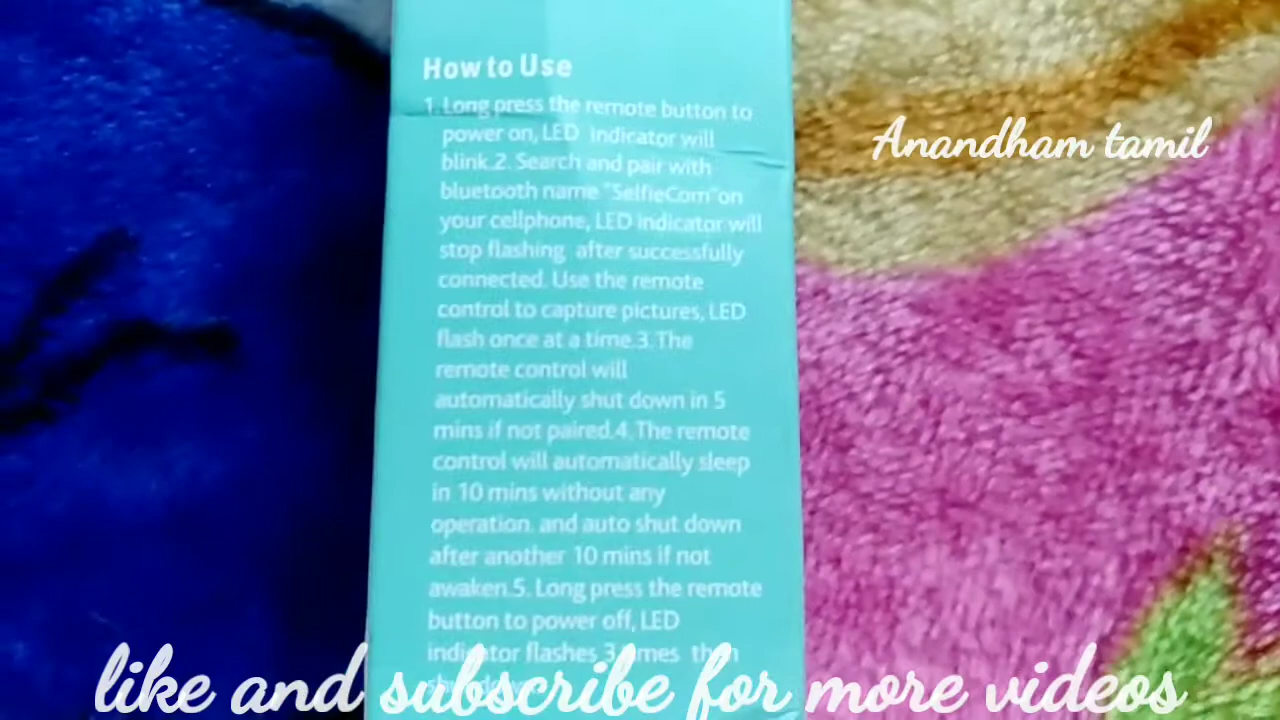 How to Use
1. Long press the remote button to
power on, LED indicator will
blink.2. Search and pair with
bluetooth name "SelfieCom"on
your cellphone, LED indicator will
stop flashing after successfully
connected. Use the remote
control to capture pictures, LED
flash once at a time.3. The
remote control will
automatically shut down in 5
mins if not paired.4. The remote
control will automatically sleep
in 10 mins without any
operation. and auto shut down
after another 10 mins if not
awaken.5. Long press the remote
button to power off, LED
indicator flashes 3 times then
Anandham tamil
like and subscribe for more videos